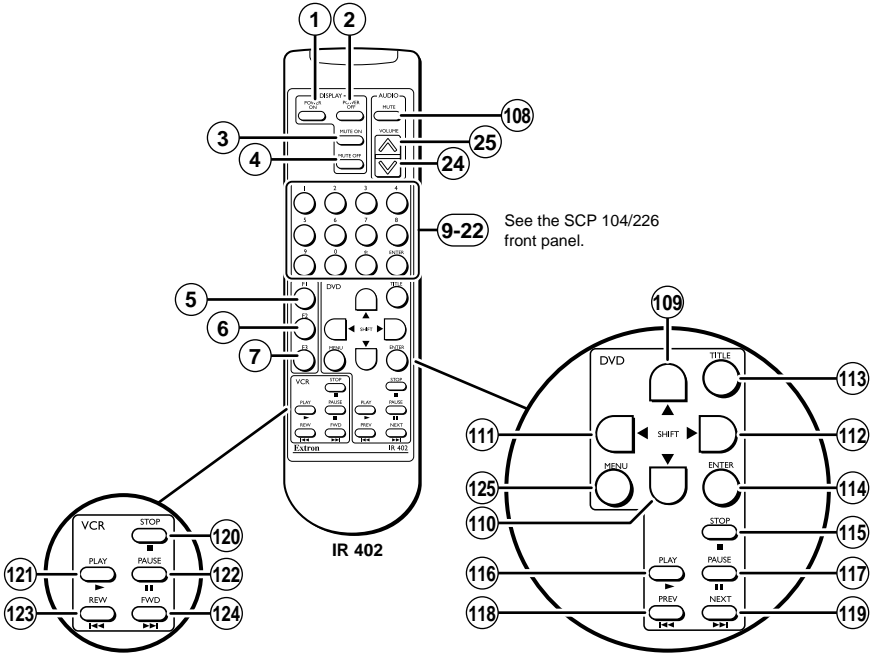 1
2
DISPLAY
AUDIO
POWER ON
POWER OFF
MUTE
108
3
MUTE ON
VOLUME
25
4
MUTE OFF
24
1 2 3 4
5 6 7 8
9 0 * ENTER
9-22
See the SCP 104/226
front panel.
5
F1
DVD
TITLE
6
F2
SHIFT
7
F3
MENU
ENTER
VCR
STOP
STOP
PLAY
PAUSE
PLAY
PAUSE
REW
FWD
PREV
NEXT
Extron
IR 402
IR 402
VCR
STOP
120
121
PLAY
PAUSE
122
123
REW
FWD
124
109
DVD
TITLE
113
111
SHIFT
112
125
MENU
ENTER
114
110
STOP
115
116
PLAY
PAUSE
117
118
PREV
NEXT
119